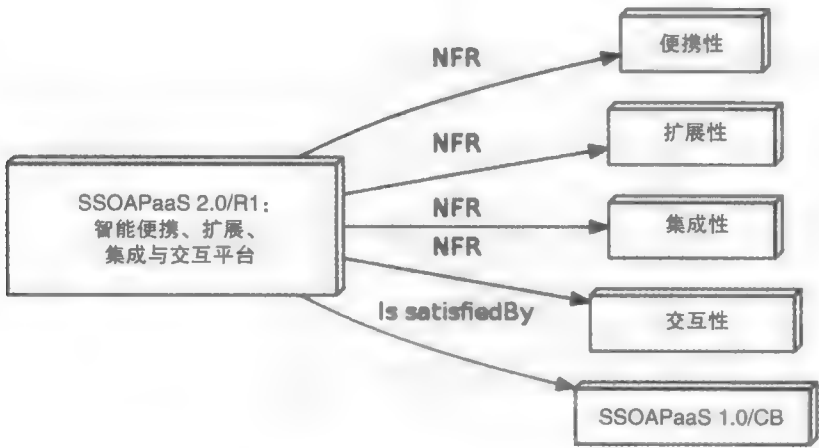 NFR
便携性
NFR
扩展性
SSOAPaaS 2.0/R1:
智能便携、扩展、
集成与交互平台
NFR
集成性
NFR
交互性
Is satisfiedBy
SSOAPaaS 1.0/CB